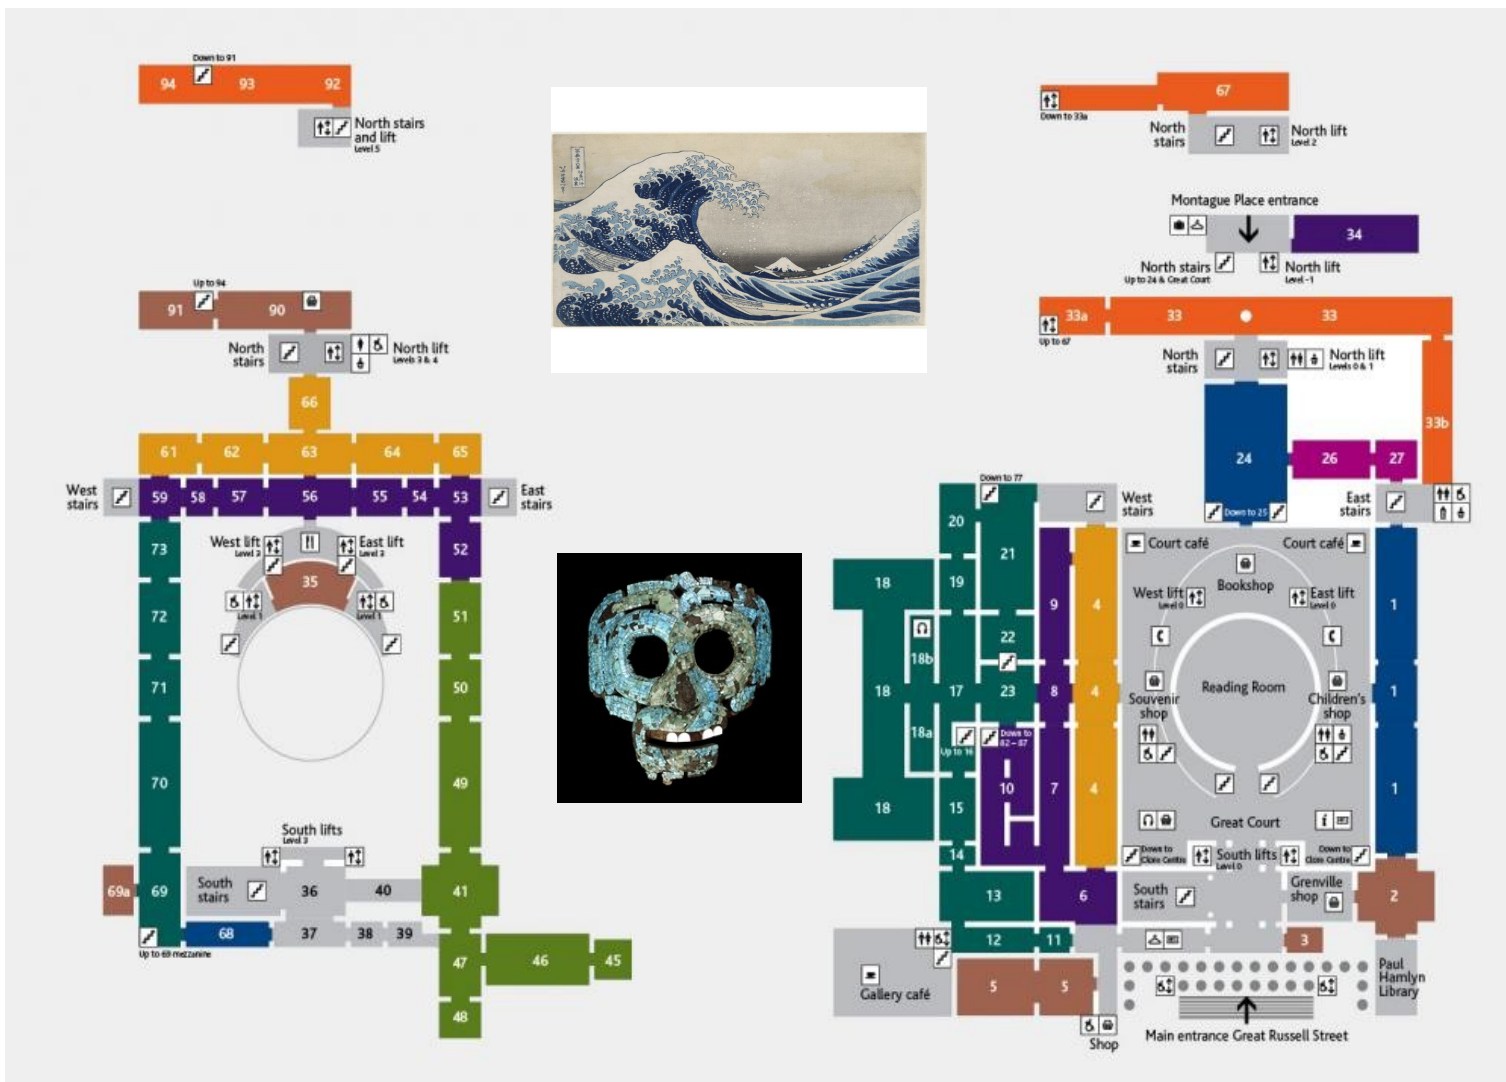 Down to 91
94
93
92
North stairs
and lift
Level 5
Up to 94
91
90
North
stairs
North lift
Levels 3 & 4
66
61
62
63
64
65
West
stairs
59
58
57
56
55
54
53
East
stairs
73
West lift
Level 3
East lift
Level 3
52
35
72
Level 1
Level 1
51
71
50
70
49
South lifts
Level 3
69a
69
South
stairs
36
40
41
68
37
38
39
Up to 69 mezzanine
47
46
45
48
67
Down to 33a
North
stairs
North lift
Level 2
Montague Place entrance
34
North stairs
Up to 24 & Great Court
North lift
Level -1
33a
33
33
Up to 67
North
stairs
North lift
Levels 0 & 1
33b
24
26
27
Down to 25
East
stairs
Down to 77
West
stairs
20
21
Court café
Court café
Bookshop
18
19
9
4
West lift
Level 0
East lift
Level 0
1
22
18b
18
17
23
8
4
Reading Room
Souvenir
shop
Children's
shop
1
18a
Up to 16
Down to
82 – 87
18
15
10
7
4
1
Great Court
14
Down to
Clore Centre
South lifts
Level 0
Down to
Clore Centre
13
6
South
stairs
Grenville
shop
2
12
11
3
Gallery café
5
5
Paul
Hamlyn
Library
Main entrance Great Russell Street
Shop